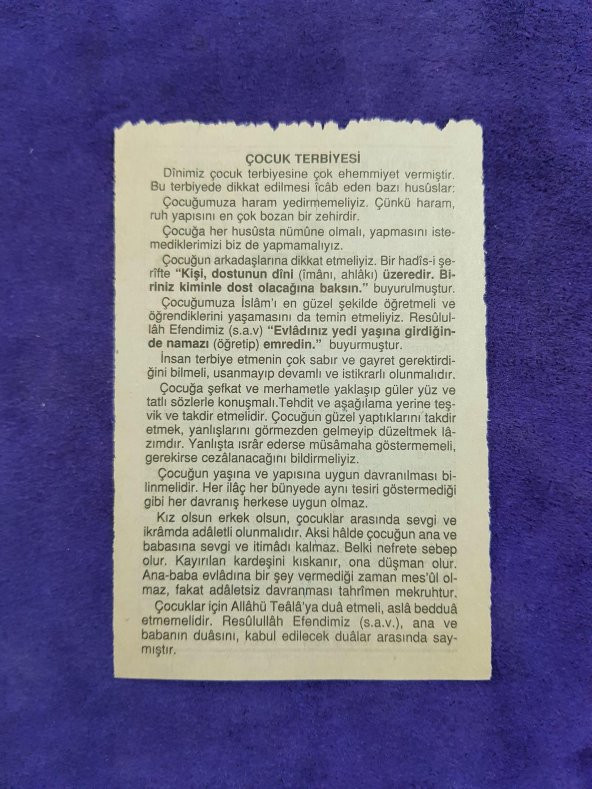 ÇOCUK TERBİYESİ
Dînimiz çocuk terbiyesine çok ehemmiyet vermiştir.
Bu terbiyede dikkat edilmesi îcâb eden bazı husûslar:
Çocuğumuza haram yedirmemeliyiz. Çünkü haram,
ruh yapısını en çok bozan bir zehirdir.
Çocuğa her husûsta nümûne olmalı, yapmasını iste-
mediklerimizi biz de yapmamalıyız.
Çocuğun arkadaşlarına dikkat etmeliyiz. Bir hadîs-i şe-
rîfte “Kişi, dostunun dîni (îmânı, ahlâkı) üzeredir. Bi-
riniz kiminle dost olacağına baksın.” buyurulmuştur.
Çocuğumuza İslâm’ı en güzel şekilde öğretmeli ve
öğrendiklerini yaşamasını da temin etmeliyiz. Resûlul-
lâh Efendimiz (s.a.v) “Evlâdınız yedi yaşına girdiğin-
de namazı (öğretip) emredin.” buyurmuştur.
İnsan terbiye etmenin çok sabır ve gayret gerektirdi-
ğini bilmeli, usanmayıp devamlı ve istikrarlı olunmalıdır.
Çocuğa şefkat ve merhametle yaklaşıp güler yüz ve
tatlı sözlerle konuşmalı.Tehdit ve aşağılama yerine teş-
vik ve takdir etmelidir. Çocuğun güzel yaptıklarını takdir
etmek, yanlışlarını görmezden gelmeyip düzeltmek lâ-
zımdır. Yanlışta ısrâr ederse müsâmaha göstermemeli,
gerekirse cezâlanacağını bildirmeliyiz.
Çocuğun yaşına ve yapısına uygun davranılması bi-
linmelidir. Her ilâç her bünyede aynı tesiri göstermediği
gibi her davranış herkese uygun olmaz.
Kız olsun erkek olsun, çocuklar arasında sevgi ve
ikrâmda adâletli olunmalıdır. Aksi hâlde çocuğun ana ve
babasına sevgi ve itimâdı kalmaz. Belki nefrete sebep
olur. Kayırılan kardeşini kıskanır, ona düşman olur.
Ana-baba evlâdına bir şey vermediği zaman mes’ûl ol-
maz, fakat adâletsiz davranması tahrîmen mekruhtur.
Çocuklar için Allâhü Teâlâ’ya duâ etmeli, aslâ bedduâ
etmemelidir. Resûlullâh Efendimiz (s.a.v.), ana ve
babanın duâsını, kabul edilecek duâlar arasında say-
mıştır.